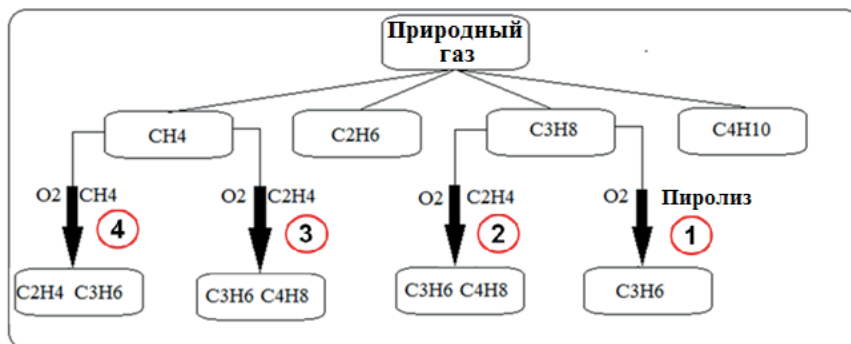 Природный
газ
CH4
C2H6
C3H8
C4H10
O2 CH4
O2 C2H4
O2 C2H4
O2 Пиролиз
4
3
2
1
C2H4 C3H6
C3H6 C4H8
C3H6 C4H8
C3H6